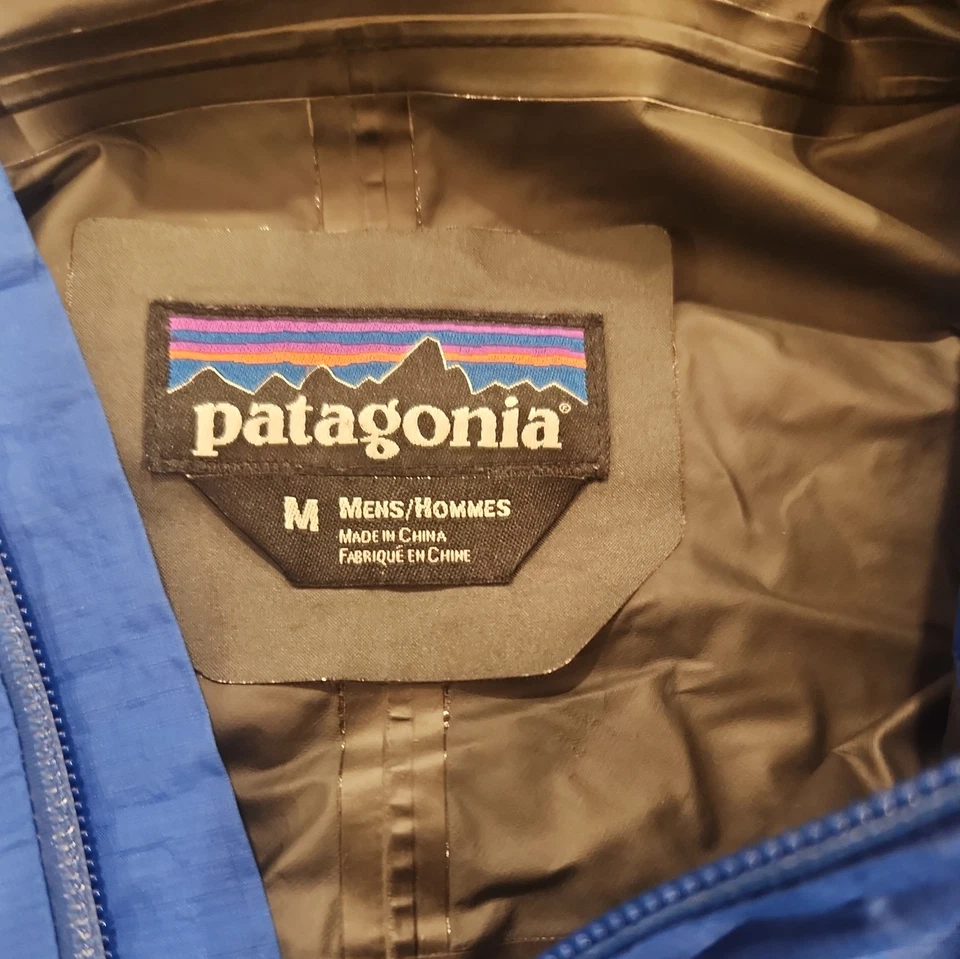 patagonia®
M MENS/HOMMES
MADE IN CHINA
FABRIQUÉ EN CHINE